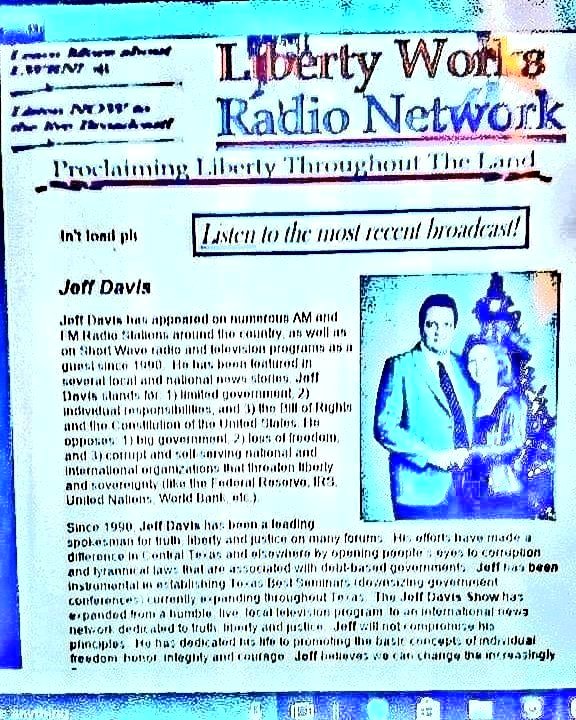 Learn More about
LWRN
Listen NOW to
the live Broadcast!
Liberty Works
Radio Network
Proclaiming Liberty Throughout The Land
Listen to the most recent broadcast!
Jeff Davis
Jeff Davis has appeared on numerous AM and
FM Radio Stations around the country, as well as
on Short Wave radio and television programs as a
guest since 1990. He has been featured in
several local and national news stories. Jeff
Davis stands for: 1) limited government, 2)
individual responsibilities, and 3) the Bill of Rights
and the Constitution of the United States. He
opposes: 1) big government, 2) loss of freedom,
and 3) corrupt and self-serving national and
international organizations that threaten liberty
and sovereignty (like the Federal Reserve, IRS,
United Nations, World Bank, etc.).
Since 1990, Jeff Davis has been a leading
spokesman for truth, liberty and justice on many forums. His efforts have made a
difference in Central Texas and elsewhere by opening people's eyes to corruption
and tyrannical laws that are associated with debt-based governments. Jeff has been
instrumental in establishing Texas Best Seminars (downsizing government
conferences) currently expanding throughout Texas. The Jeff Davis Show has
expanded from a humble, live, local television program, to an international news
network dedicated to truth, liberty and justice. Jeff will not compromise his
principles. He has dedicated his life to promoting the basic concepts of individual
freedom, honor, integrity and courage. Jeff believes we can change the increasingly